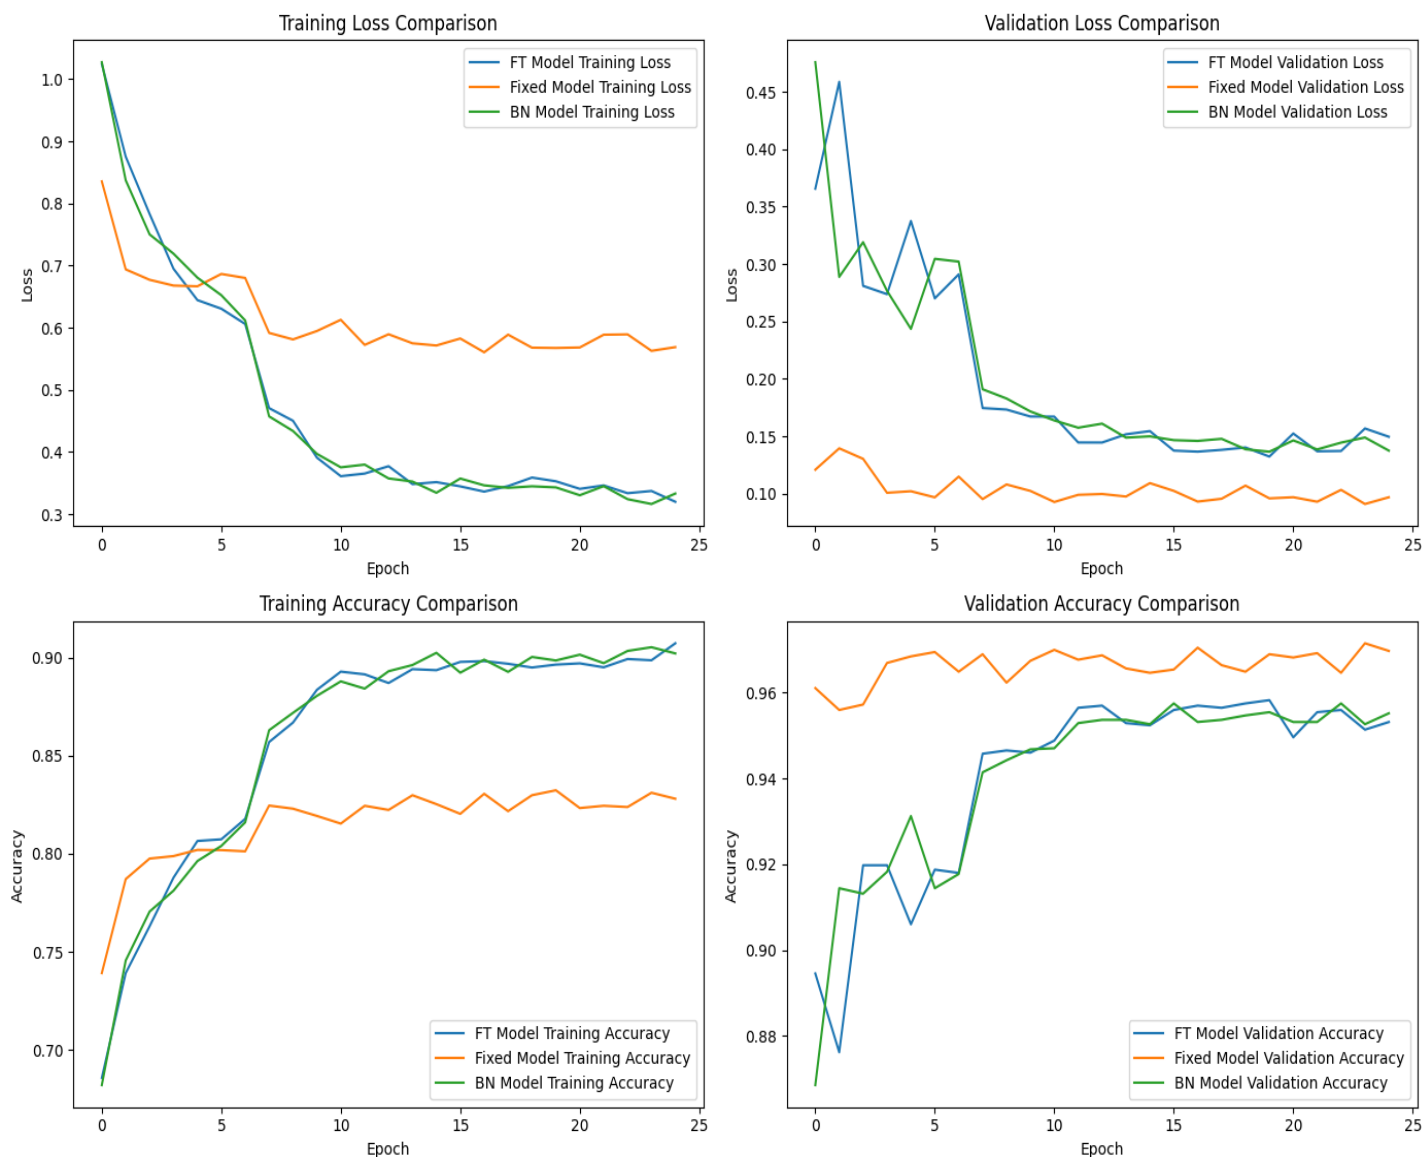 Training Loss Comparison
Loss
1.0
0.9
0.8
0.7
0.6
0.5
0.4
0.3
FT Model Training Loss
Fixed Model Training Loss
BN Model Training Loss
0 5 10 15 20 25
Epoch
Validation Loss Comparison
Loss
0.45
0.40
0.35
0.30
0.25
0.20
0.15
0.10
FT Model Validation Loss
Fixed Model Validation Loss
BN Model Validation Loss
0 5 10 15 20 25
Epoch
Training Accuracy Comparison
Accuracy
0.90
0.85
0.80
0.75
0.70
FT Model Training Accuracy
Fixed Model Training Accuracy
BN Model Training Accuracy
0 5 10 15 20 25
Epoch
Validation Accuracy Comparison
Accuracy
0.96
0.94
0.92
0.90
0.88
FT Model Validation Accuracy
Fixed Model Validation Accuracy
BN Model Validation Accuracy
0 5 10 15 20 25
Epoch